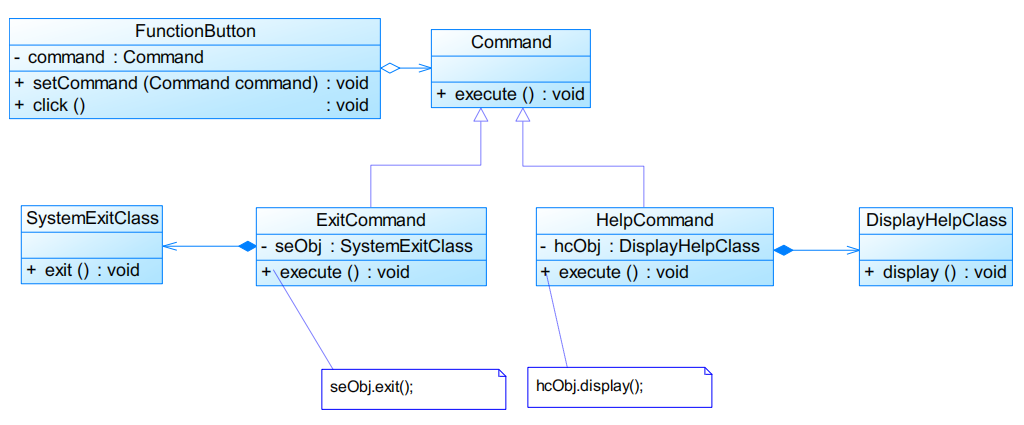 FunctionButton
- command : Command
+ setCommand (Command command) : void
+ click () : void
Command
+ execute () : void
SystemExitClass
+ exit () : void
ExitCommand
- seObj : SystemExitClass
+ execute () : void
HelpCommand
- hcObj : DisplayHelpClass
+ execute () : void
DisplayHelpClass
+ display () : void
seObj.exit();
hcObj.display();